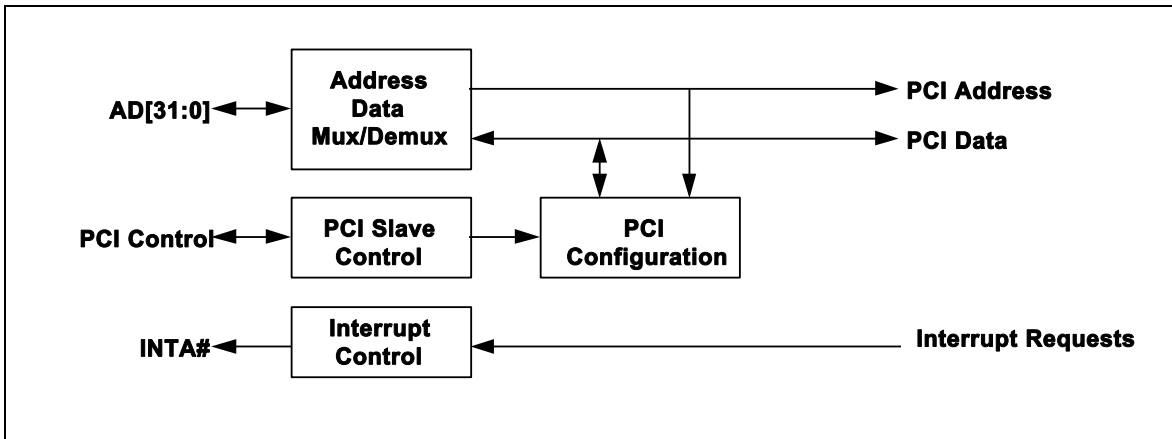 Address
Data
Mux/Demux
AD[31:0]
PCI Address
PCI Data
PCI Control
PCI Slave
Control
PCI
Configuration
INTA#
Interrupt
Control
Interrupt Requests